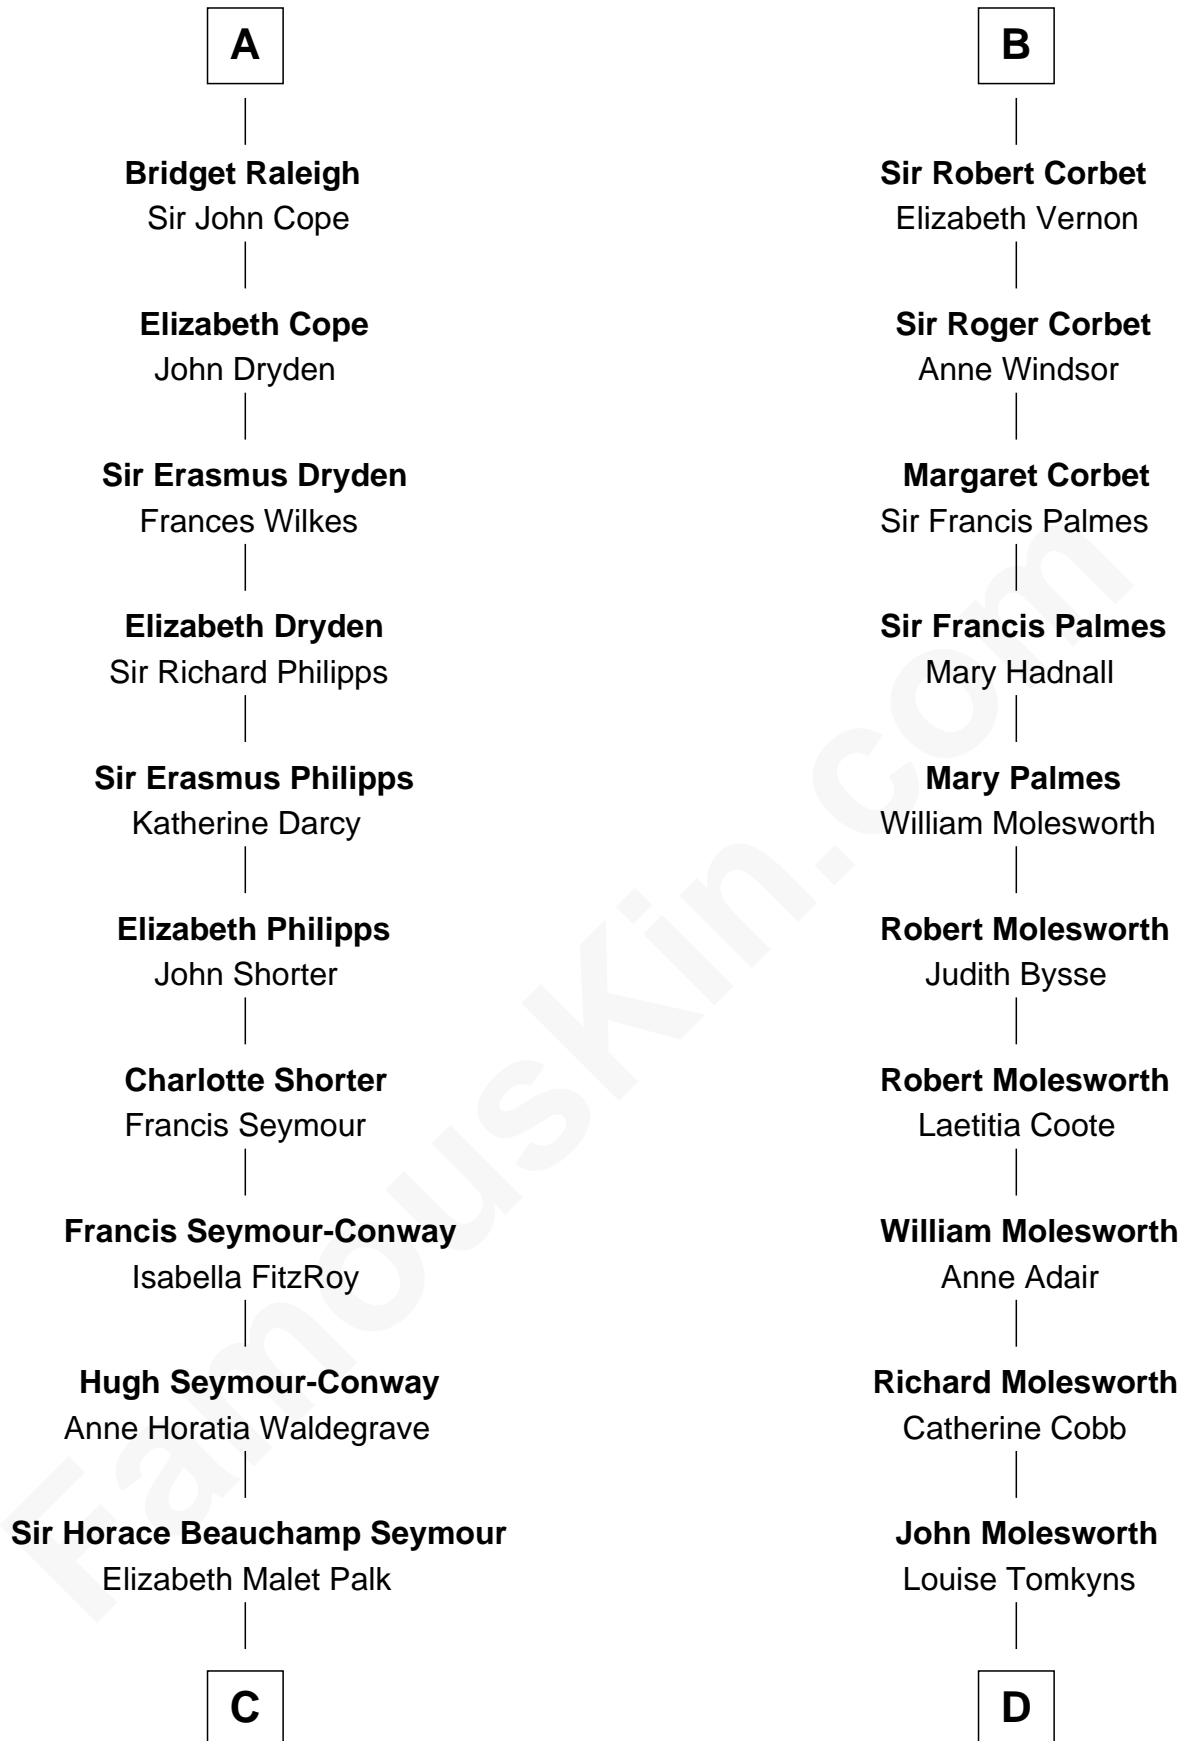 A
Bridget Raleigh
Sir John Cope
Elizabeth Cope
John Dryden
Sir Erasmus Dryden
Frances Wilkes
Elizabeth Dryden
Sir Richard Philipps
Sir Erasmus Philipps
Katherine Darcy
Elizabeth Philipps
John Shorter
Charlotte Shorter
Francis Seymour
Francis Seymour-Conway
Isabella FitzRoy
Hugh Seymour-Conway
Anne Horatia Waldegrave
Sir Horace Beauchamp Seymour
Elizabeth Malet Palk
C
B
Sir Robert Corbet
Elizabeth Vernon
Sir Roger Corbet
Anne Windsor
Margaret Corbet
Sir Francis Palmes
Sir Francis Palmes
Mary Hadnall
Mary Palmes
William Molesworth
Robert Molesworth
Judith Bysse
Robert Molesworth
Laetitia Coote
William Molesworth
Anne Adair
Richard Molesworth
Catherine Cobb
John Molesworth
Louise Tomkyns
D
FamousKin.com